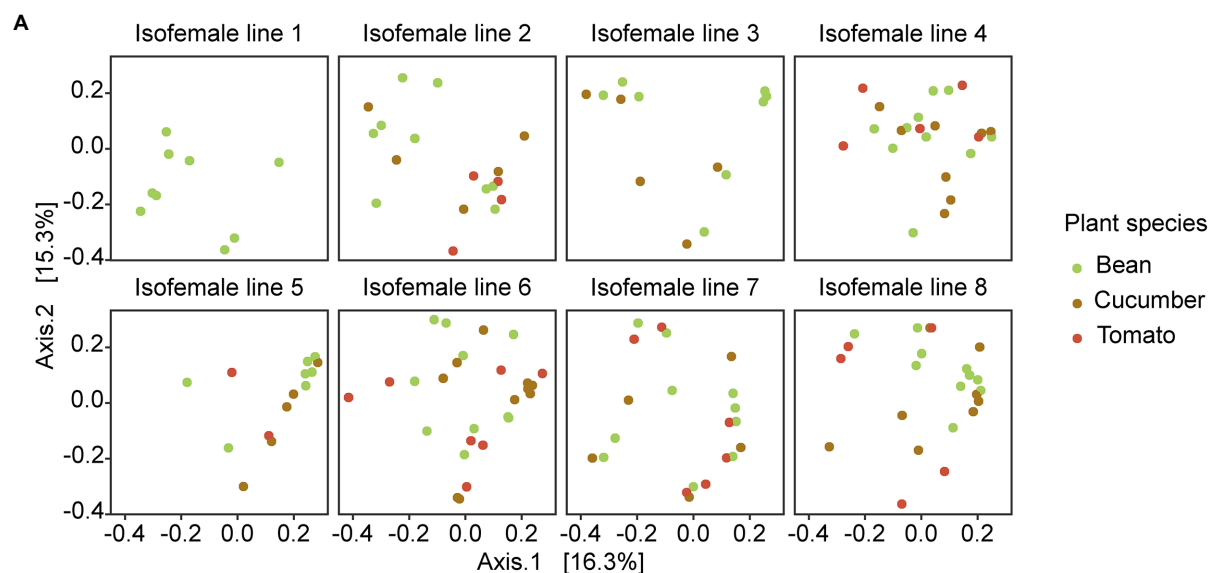 A
Isofemale line 1
Isofemale line 2
Isofemale line 3
Isofemale line 4
0.2
0.0
-0.2
-0.4
Isofemale line 5
Isofemale line 6
Isofemale line 7
Isofemale line 8
0.2
0.0
-0.2
-0.4
Axis.2 [15.3%]
-0.4 -0.2 0.0 0.2
-0.4 -0.2 0.0 0.2
-0.4 -0.2 0.0 0.2
-0.4 -0.2 0.0 0.2
Axis.1 [16.3%]
Plant species
Bean
Cucumber
Tomato